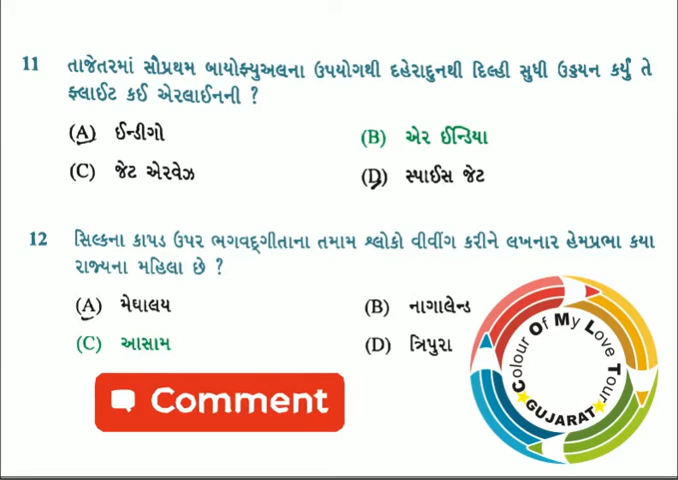 11 તાજેતરમાં સૌપ્રથમ બાયોફ્યુઅલના ઉપયોગથી દહેરાદુનથી દિલ્હી સુધી ઉડ્ડયન કર્યું તે
ફ્લાઈટ કઈ એરલાઈનની ?
(A) ઈન્ડીગો (B) એર ઈન્ડિયા
(C) જેટ એરવેઝ (D) સ્પાઈસ જેટ
12 સિલ્કના કાપડ ઉપર ભગવદ્ગીતાના તમામ શ્લોકો વીવીંગ કરીને લખનાર હેમપ્રભા કયા
રાજ્યના મહિલા છે ?
(A) મેઘાલય (B) નાગાલેન્ડ
(C) આસામ (D) ત્રિપુરા
Comment
Colour Of My Love Tour
GUJARAT